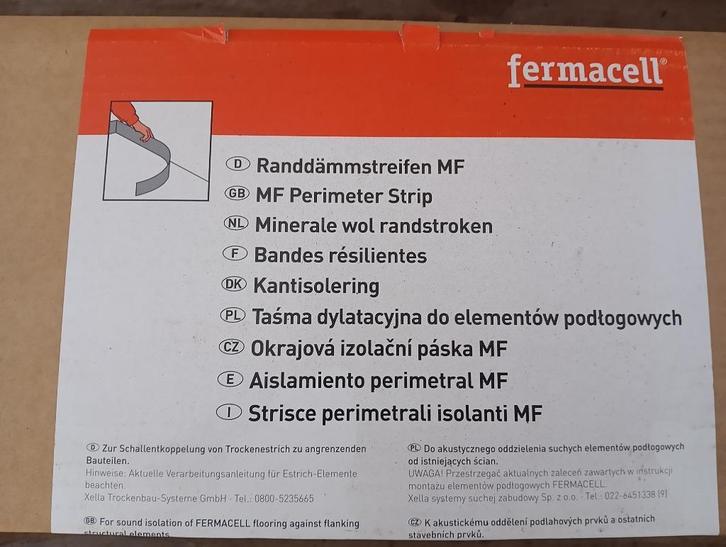 fermacell®
D Randdämmstreifen MF
GB MF Perimeter Strip
NL Minerale wol randstroken
F Bandes résilientes
DK Kantisolering
PL Taśma dylatacyjna do elementów podłogowych
CZ Okrajová izolační páska MF
E Aislamiento perimetral MF
I Strisce perimetrali isolanti MF
D Zur Schallentkoppelung von Trockenestrich zu angrenzenden
Bauteilen.
Hinweise: Aktuelle Verarbeitungsanleitung für Estrich-Elemente
beachten.
Xella Trockenbau-Systeme GmbH · Tel.: 0800-5235665
GB For sound isolation of FERMACELL flooring against flanking
structural elements.
PL Do akustycznego oddzielenia suchych elementów podłogowych
od istniejących ścian.
UWAGA! Przestrzegać aktualnych zaleceń zawartych w instrukcji
montażu elementów podłogowych FERMACELL.
Xella systemy suchej zabudowy Sp. z o.o. · Tel.: 022-6451338 (9)
CZ K akustickému oddělení podlahových prvků a ostatních
stavebních prvků.